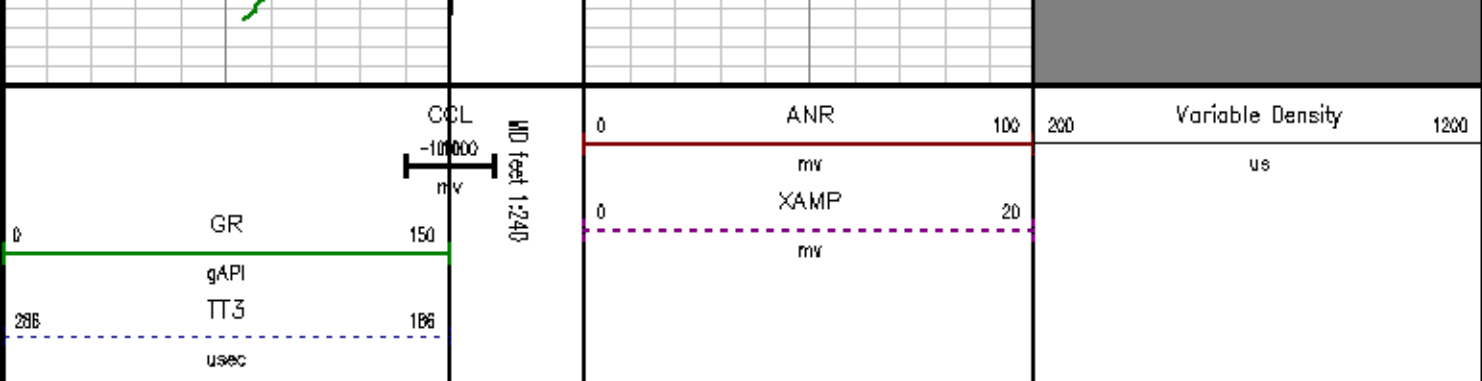 CCL
mv
MD feet 1:240
GR
0 150
gAPI
TT3
186
usec
ANR
0 100
mv
XAMP
0 20
mv
Variable Density
200 1200
us